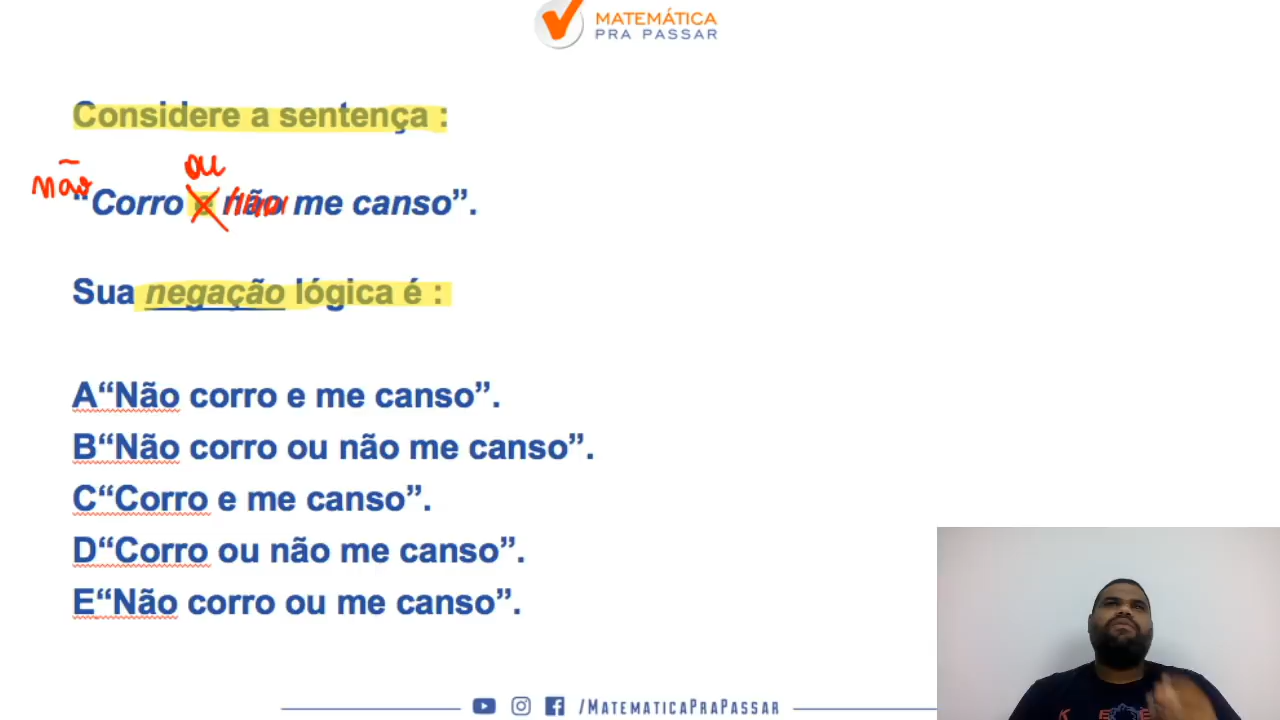 MATEMÁTICA
PRA PASSAR
Considere a sentença :
não ou
“Corro e não me canso”.
Sua negação lógica é :
A“Não corro e me canso”.
B“Não corro ou não me canso”.
C“Corro e me canso”.
D“Corro ou não me canso”.
E“Não corro ou me canso”.
/MatematicaPraPassar